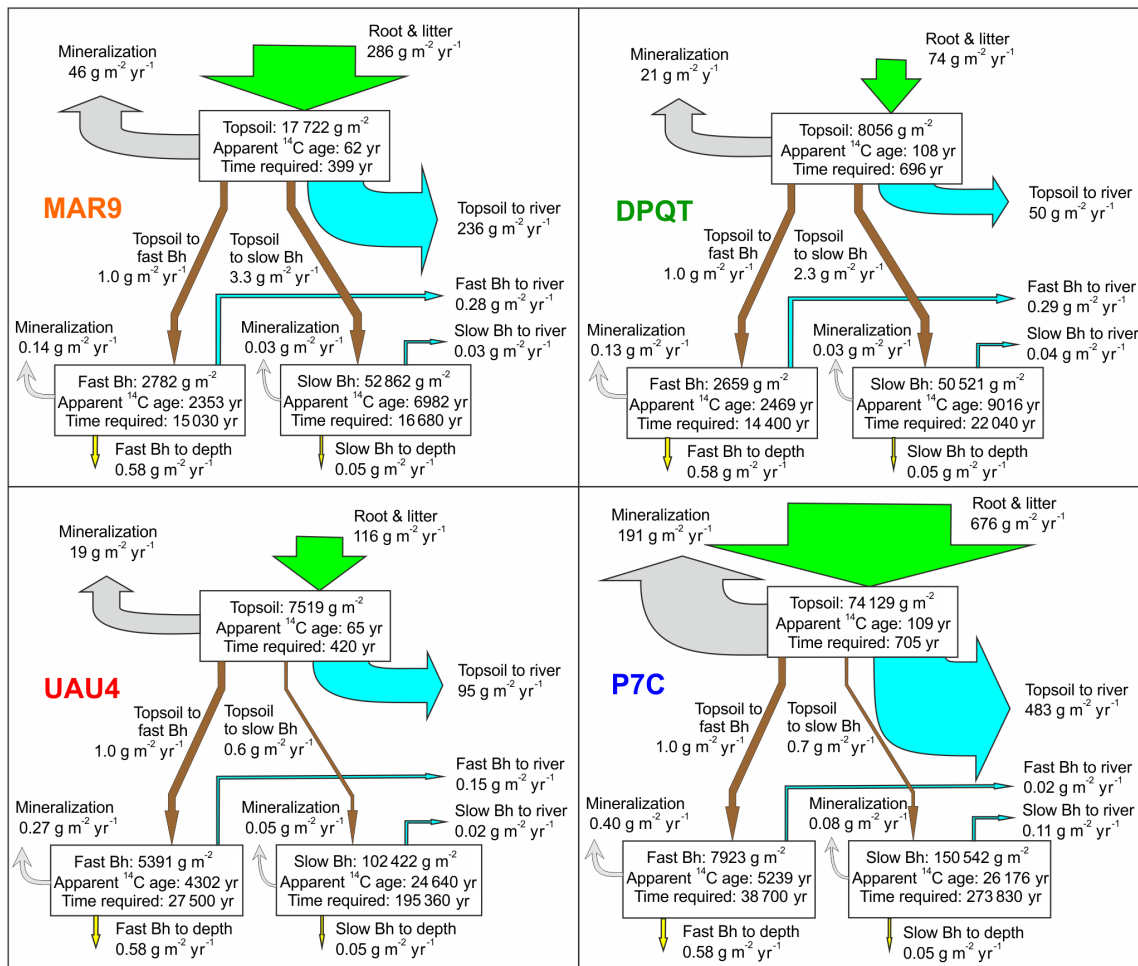 Root & litter
286 g m⁻² yr⁻¹
Mineralization
46 g m⁻² yr⁻¹
Topsoil: 17 722 g m⁻²
Apparent ¹⁴C age: 62 yr
Time required: 399 yr
MAR9
Topsoil to river
236 g m⁻² yr⁻¹
Topsoil to
fast Bh
1.0 g m⁻² yr⁻¹
Topsoil
to slow Bh
3.3 g m⁻² yr⁻¹
Fast Bh to river
0.28 g m⁻² yr⁻¹
Slow Bh to river
0.03 g m⁻² yr⁻¹
Mineralization
0.14 g m⁻² yr⁻¹
Mineralization
0.03 g m⁻² yr⁻¹
Fast Bh: 2782 g m⁻²
Apparent ¹⁴C age: 2353 yr
Time required: 15 030 yr
Slow Bh: 52 862 g m⁻²
Apparent ¹⁴C age: 6982 yr
Time required: 16 680 yr
Fast Bh to depth
0.58 g m⁻² yr⁻¹
Slow Bh to depth
0.05 g m⁻² yr⁻¹
Root & litter
74 g m⁻² yr⁻¹
Mineralization
21 g m⁻² y⁻¹
Topsoil: 8056 g m⁻²
Apparent ¹⁴C age: 108 yr
Time required: 696 yr
DPQT
Topsoil to river
50 g m⁻² yr⁻¹
Topsoil to
fast Bh
1.0 g m⁻² yr⁻¹
Topsoil
to slow Bh
2.3 g m⁻² yr⁻¹
Fast Bh to river
0.29 g m⁻² yr⁻¹
Slow Bh to river
0.04 g m⁻² yr⁻¹
Mineralization
0.13 g m⁻² yr⁻¹
Mineralization
0.03 g m⁻² yr⁻¹
Fast Bh: 2659 g m⁻²
Apparent ¹⁴C age: 2469 yr
Time required: 14 400 yr
Slow Bh: 50 521 g m⁻²
Apparent ¹⁴C age: 9016 yr
Time required: 22 040 yr
Fast Bh to depth
0.58 g m⁻² yr⁻¹
Slow Bh to depth
0.05 g m⁻² yr⁻¹
Root & litter
116 g m⁻² yr⁻¹
Mineralization
19 g m⁻² yr⁻¹
Topsoil: 7519 g m⁻²
Apparent ¹⁴C age: 65 yr
Time required: 420 yr
UAU4
Topsoil to river
95 g m⁻² yr⁻¹
Topsoil to
fast Bh
1.0 g m⁻² yr⁻¹
Topsoil
to slow Bh
0.6 g m⁻² yr⁻¹
Fast Bh to river
0.15 g m⁻² yr⁻¹
Slow Bh to river
0.02 g m⁻² yr⁻¹
Mineralization
0.27 g m⁻² yr⁻¹
Mineralization
0.05 g m⁻² yr⁻¹
Fast Bh: 5391 g m⁻²
Apparent ¹⁴C age: 4302 yr
Time required: 27 500 yr
Slow Bh: 102 422 g m⁻²
Apparent ¹⁴C age: 24 640 yr
Time required: 195 360 yr
Fast Bh to depth
0.58 g m⁻² yr⁻¹
Slow Bh to depth
0.05 g m⁻² yr⁻¹
Root & litter
676 g m⁻² yr⁻¹
Mineralization
191 g m⁻² yr⁻¹
Topsoil: 74 129 g m⁻²
Apparent ¹⁴C age: 109 yr
Time required: 705 yr
P7C
Topsoil to river
483 g m⁻² yr⁻¹
Topsoil to
fast Bh
1.0 g m⁻² yr⁻¹
Topsoil
to slow Bh
0.7 g m⁻² yr⁻¹
Fast Bh to river
0.02 g m⁻² yr⁻¹
Slow Bh to river
0.11 g m⁻² yr⁻¹
Mineralization
0.40 g m⁻² yr⁻¹
Mineralization
0.08 g m⁻² yr⁻¹
Fast Bh: 7923 g m⁻²
Apparent ¹⁴C age: 5239 yr
Time required: 38 700 yr
Slow Bh: 150 542 g m⁻²
Apparent ¹⁴C age: 26 176 yr
Time required: 273 830 yr
Fast Bh to depth
0.58 g m⁻² yr⁻¹
Slow Bh to depth
0.05 g m⁻² yr⁻¹